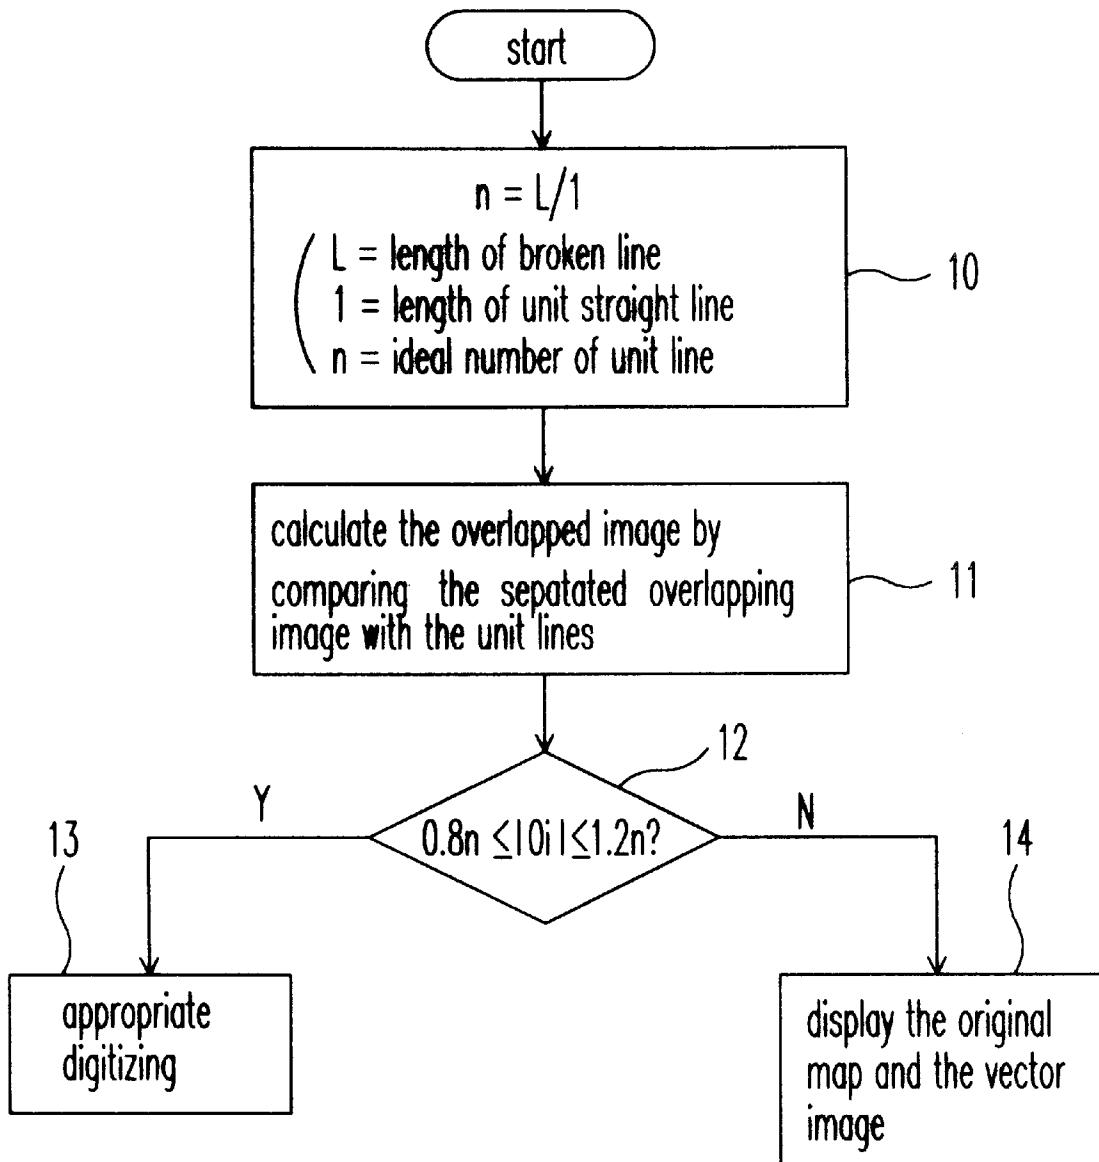 start
n = L/1
L = length of broken line
1 = length of unit straight line
n = ideal number of unit line
10
calculate the overlapped image by
comparing the sepatated overlapping
image with the unit lines
11
12
0.8n ≤|0i|≤1.2n?
Y
N
13
14
appropriate
digitizing
display the original
map and the vector
image